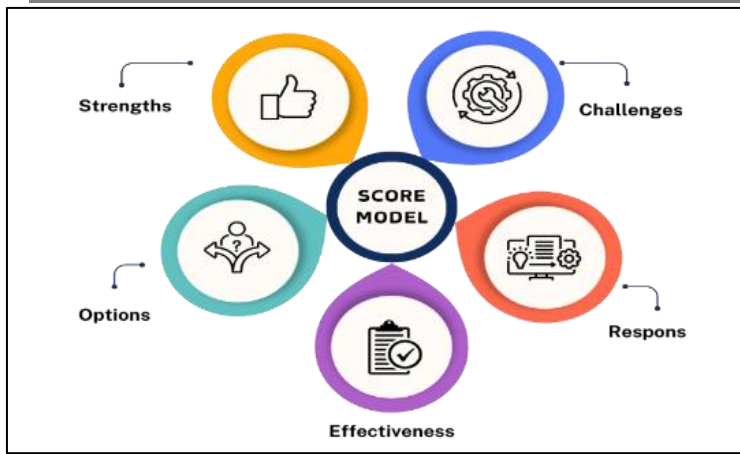 Strengths
Challenges
SCORE
MODEL
?
Options
Respons
Effectiveness